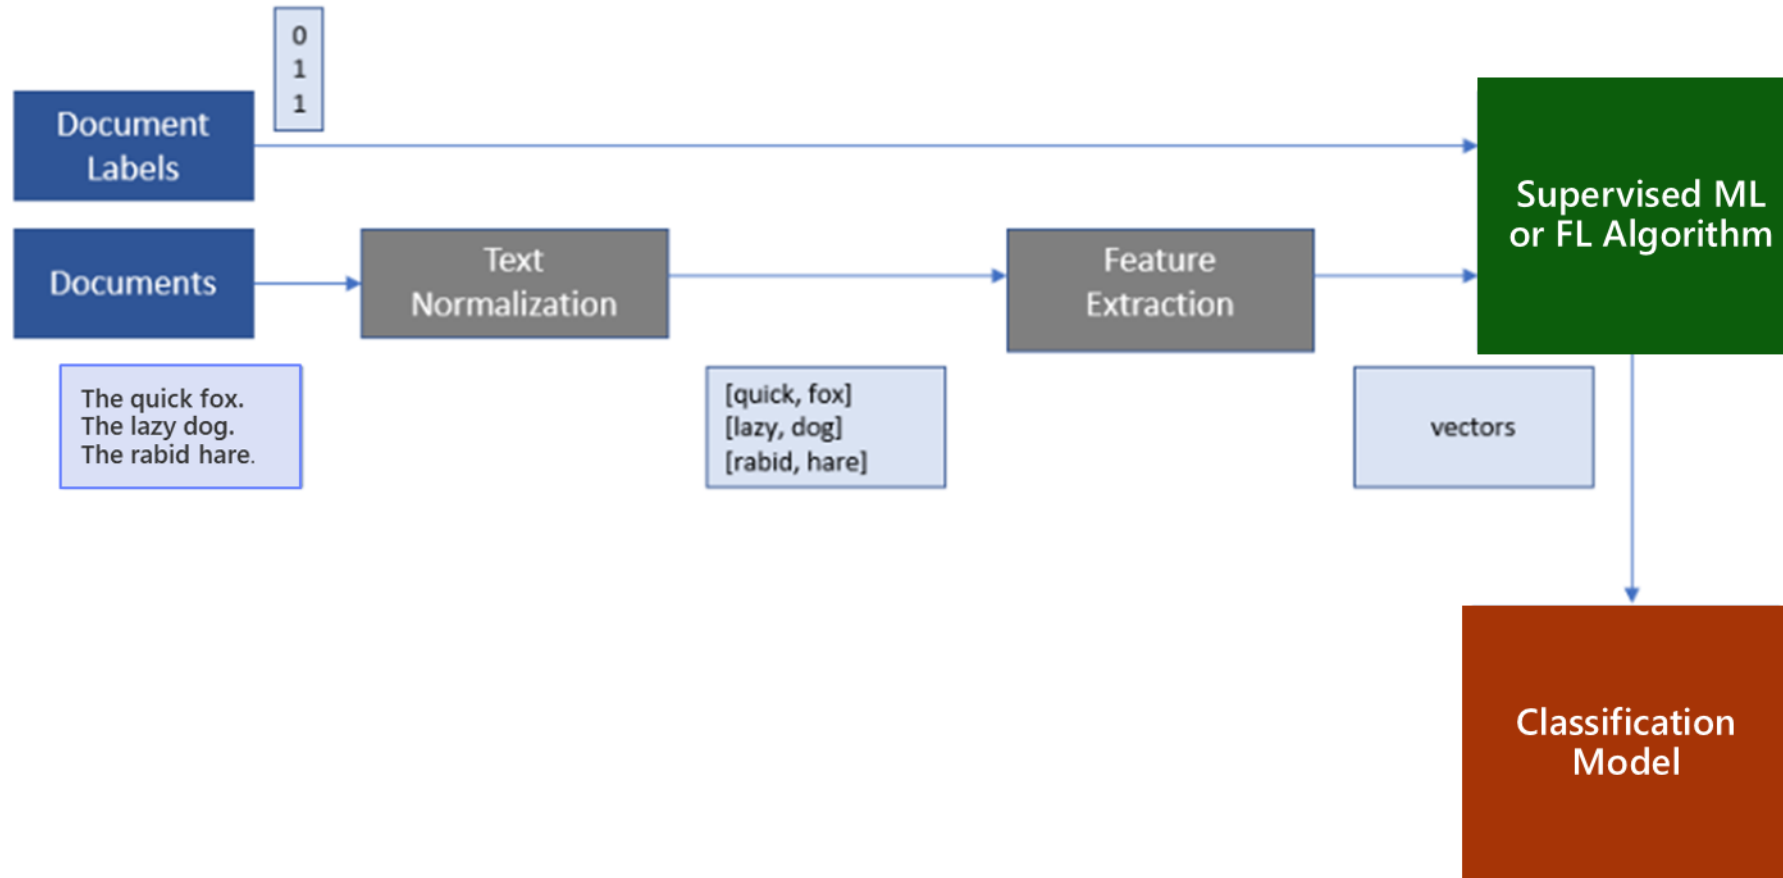 0
1
1
Document
Labels
Supervised ML
or FL Algorithm
Documents
Text
Normalization
Feature
Extraction
The quick fox.
The lazy dog.
The rabid hare.
[quick, fox]
[lazy, dog]
[rabid, hare]
vectors
Classification
Model